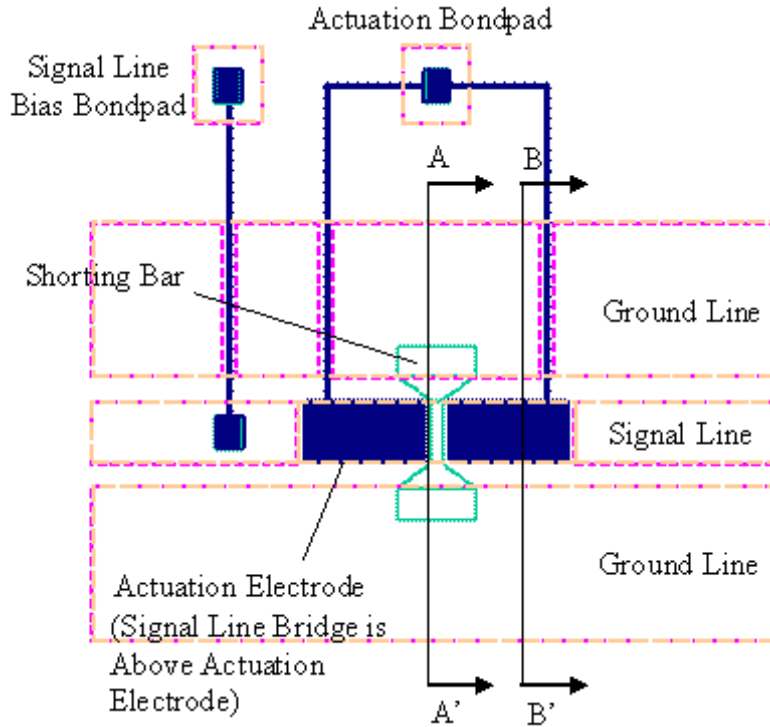 Actuation Bondpad
Signal Line
Bias Bondpad
A
B
Shorting Bar
Ground Line
Signal Line
Ground Line
Actuation Electrode
(Signal Line Bridge is
Above Actuation
Electrode)
A'
B'